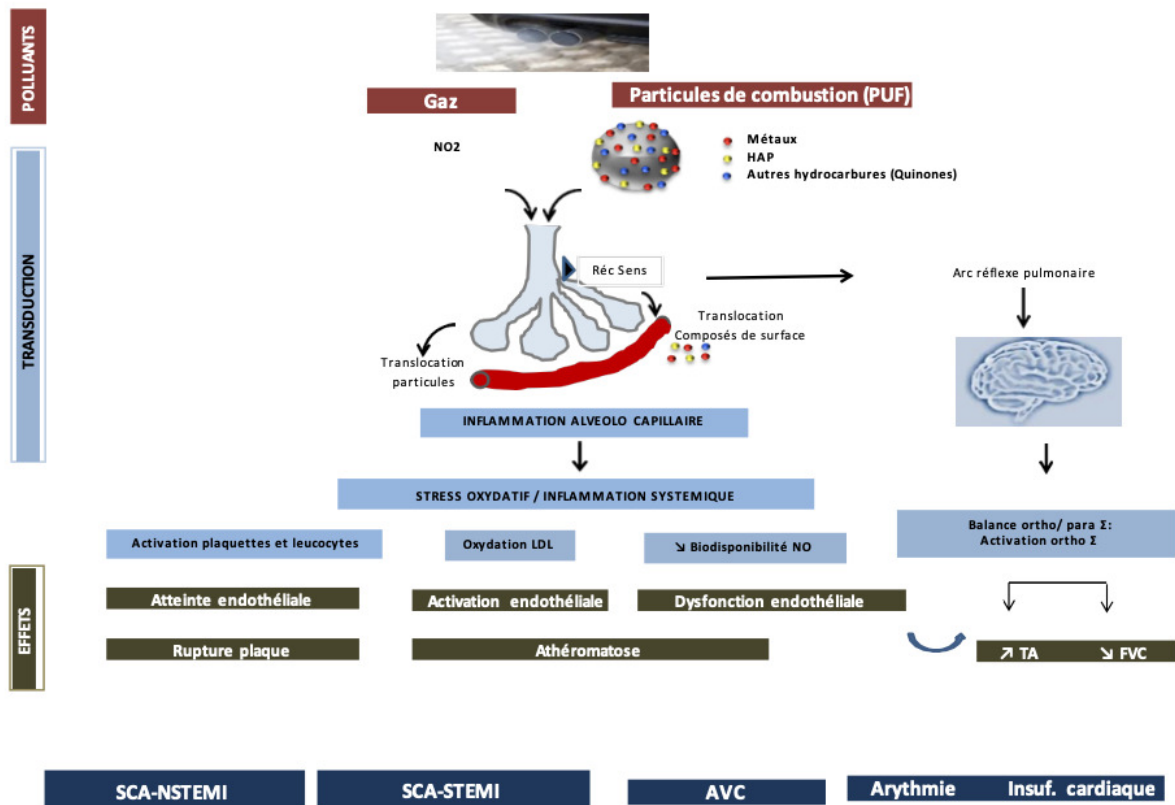 POLLUANTS
Gaz
Particules de combustion (PUF)
NO2
Métaux
HAP
Autres hydrocarbures (Quinones)
TRANSDUCTION
Réc Sens
Arc réflexe pulmonaire
Translocation
Composés de surface
Translocation
particules
INFLAMMATION ALVEOLO CAPILLAIRE
STRESS OXYDATIF / INFLAMMATION SYSTEMIQUE
Activation plaquettes et leucocytes
Oxydation LDL
↘ Biodisponibilité NO
Balance ortho/ para Σ:
Activation ortho Σ
EFFETS
Atteinte endothéliale
Activation endothéliale
Dysfonction endothéliale
Rupture plaque
Athéromatose
↗ TA
↘ FVC
SCA-NSTEMI
SCA-STEMI
AVC
Arythmie
Insuf. cardiaque